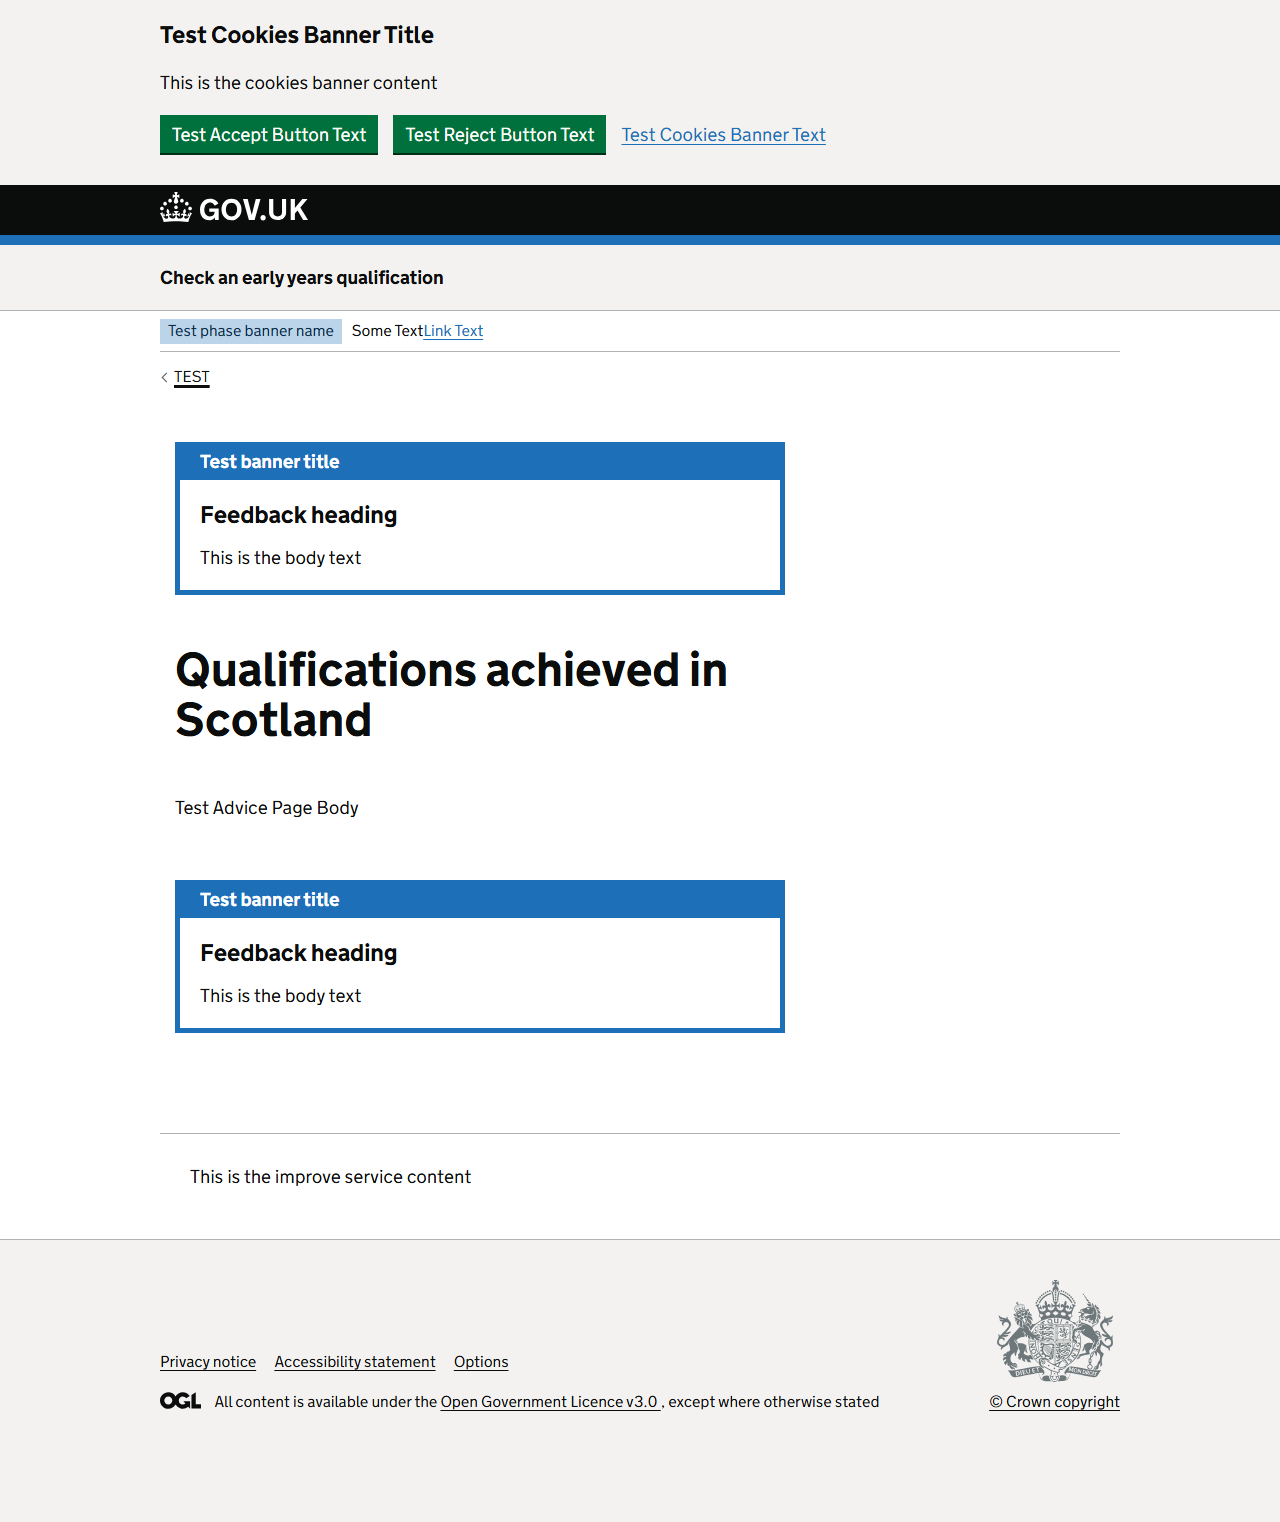 Test Cookies Banner Title
This is the cookies banner content
Test Accept Button Text Test Reject Button Text Test Cookies Banner Text
GOV.UK
Check an early years qualification
Test phase banner name Some TextLink Text
TEST
Test banner title
Feedback heading
This is the body text
Qualifications achieved in
Scotland
Test Advice Page Body
Test banner title
Feedback heading
This is the body text
This is the improve service content
Privacy notice Accessibility statement Options
OGL All content is available under the Open Government Licence v3.0 , except where otherwise stated
© Crown copyright